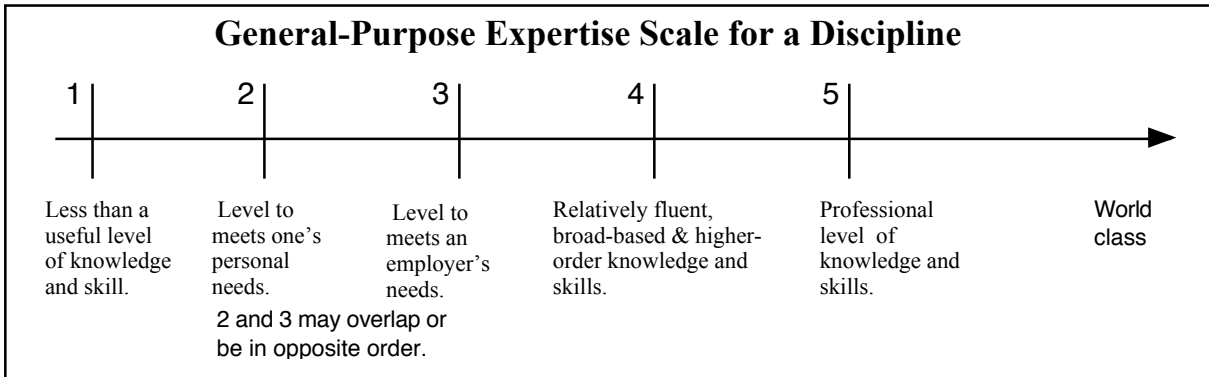 General-Purpose Expertise Scale for a Discipline
1
2
3
4
5
Less than a
useful level
of knowledge
and skill.
Level to
meets one’s
personal
needs.
Level to
meets an
employer’s
needs.
2 and 3 may overlap or
be in opposite order.
Relatively fluent,
broad-based & higher-
order knowledge and
skills.
Professional
level of
knowledge and
skills.
World
class